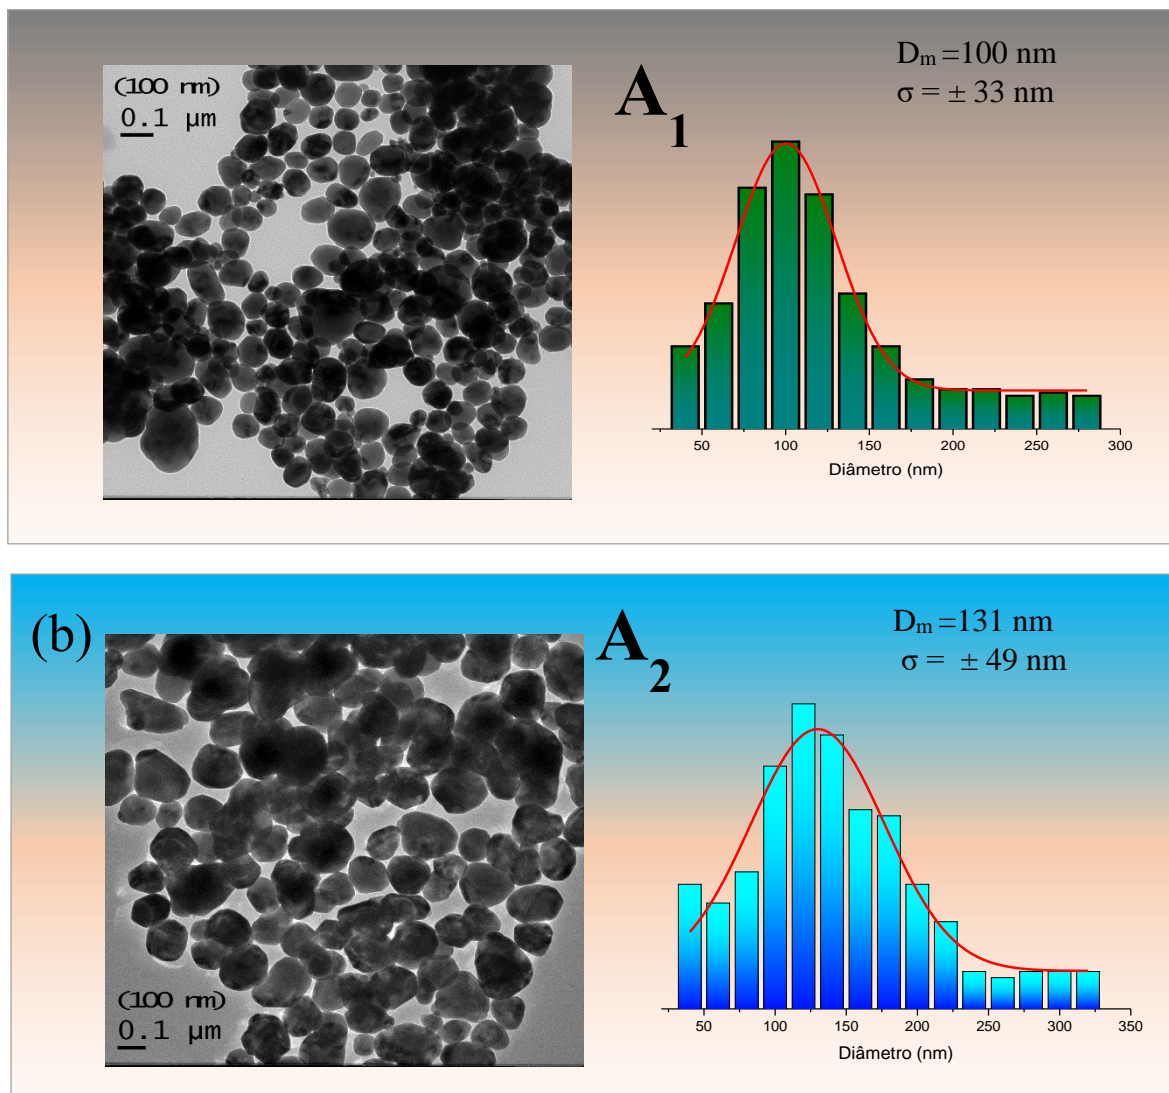 (100 nm)
0.1 µm
A1
Dm =100 nm
σ = ± 33 nm
50 100 150 200 250 300
Diâmetro (nm)
(b)
A2
Dm =131 nm
σ = ± 49 nm
(100 nm)
0.1 µm
50 100 150 200 250 300 350
Diâmetro (nm)